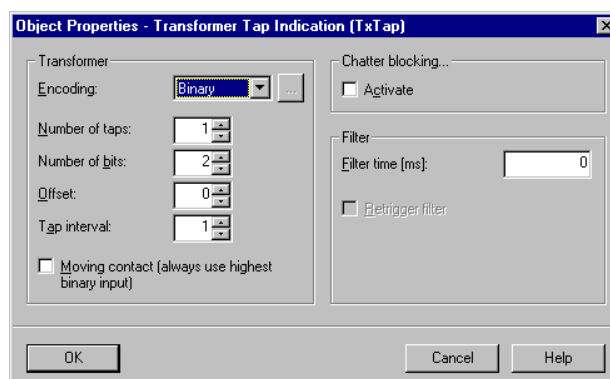 Object Properties - Transformer Tap Indication (TxTap)
Transformer
Encoding: Binary ...
Number of taps: 1
Number of bits: 2
Offset: 0
Tap interval: 1
Moving contact (always use highest
binary input)
Chatter blocking...
Activate
Filter
Filter time [ms]: 0
Retrigger filter
OK
Cancel
Help